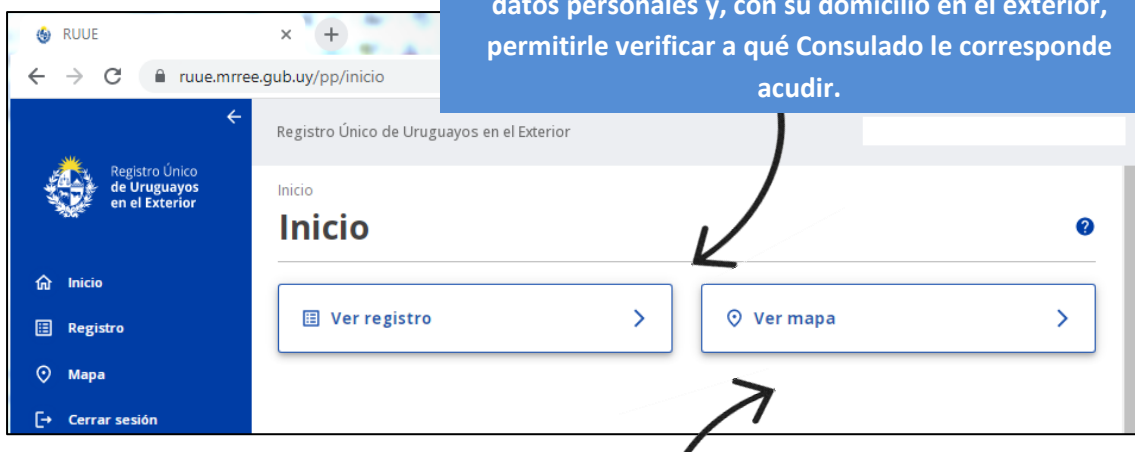 datos personales y, con su domicilio en el exterior,
permitirle verificar a qué Consulado le corresponde
acudir.
RUUE
ruue.mrree.gub.uy/pp/inicio
Registro Único de Uruguayos en el Exterior
Registro Único
de Uruguayos
en el Exterior
Inicio
Inicio
Inicio
Registro
Mapa
Cerrar sesión
Ver registro
Ver mapa